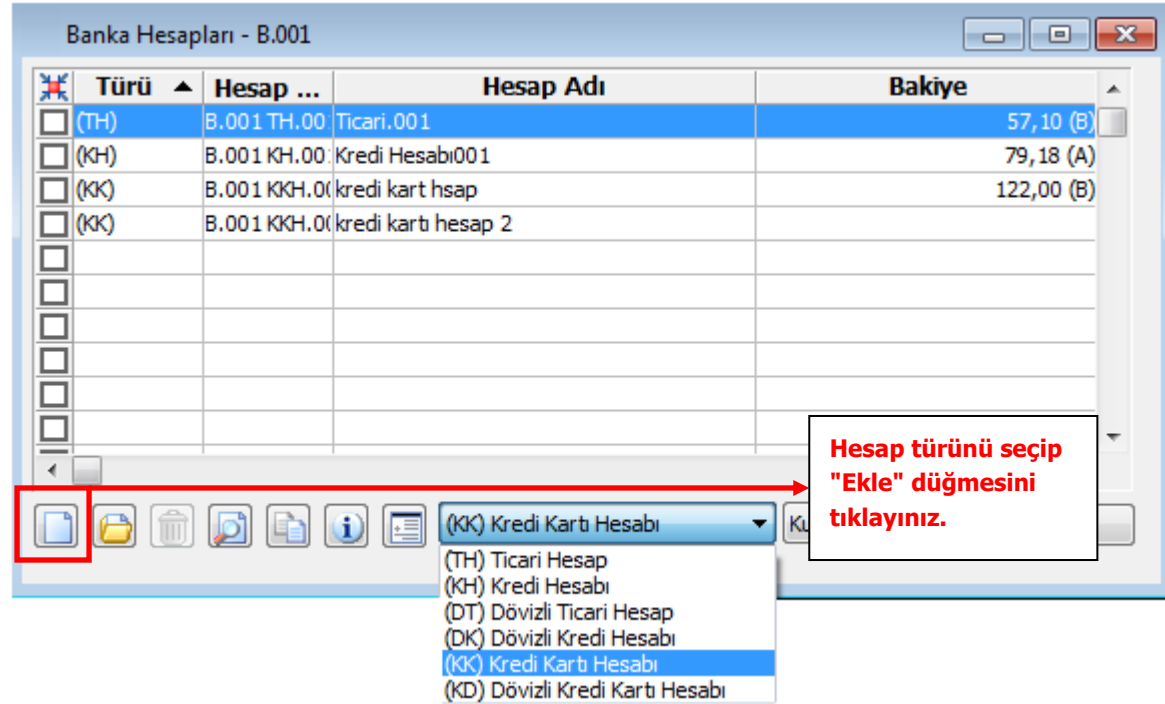 Banka Hesapları - B.001
Türü Hesap ... Hesap Adı Bakiye
(TH) B.001 TH.00 Ticari.001 57,10 (B)
(KH) B.001 KH.00 Kredi Hesabı001 79,18 (A)
(KK) B.001 KKH.0 kredi kart hsap 122,00 (B)
(KK) B.001 KKH.0 kredi kartı hesap 2
Hesap türünü seçip
"Ekle" düğmesini
tıklayınız.
(KK) Kredi Kartı Hesabı
(TH) Ticari Hesap
(KH) Kredi Hesabı
(DT) Dövizli Ticari Hesap
(DK) Dövizli Kredi Hesabı
(KK) Kredi Kartı Hesabı
(KD) Dövizli Kredi Kartı Hesabı